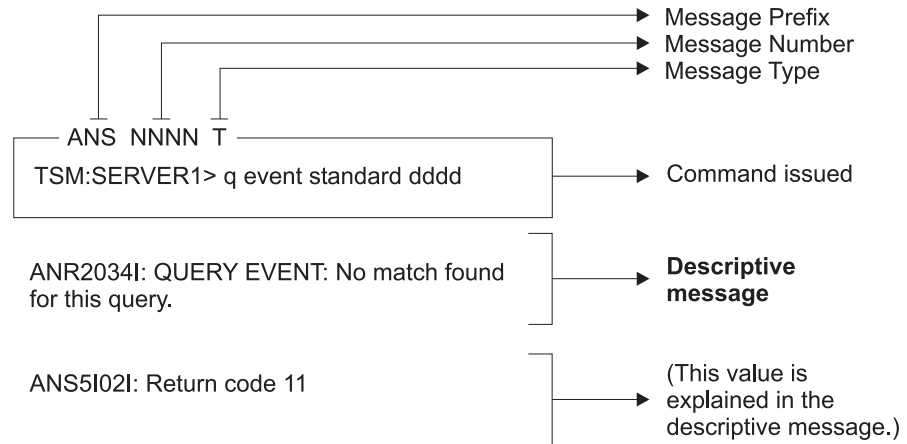 Message Prefix
Message Number
Message Type
ANS NNNN T
TSM:SERVER1> q event standard dddd
Command issued
ANR2034I: QUERY EVENT: No match found
for this query.
Descriptive
message
ANS5I02I: Return code 11
(This value is
explained in the
descriptive message.)